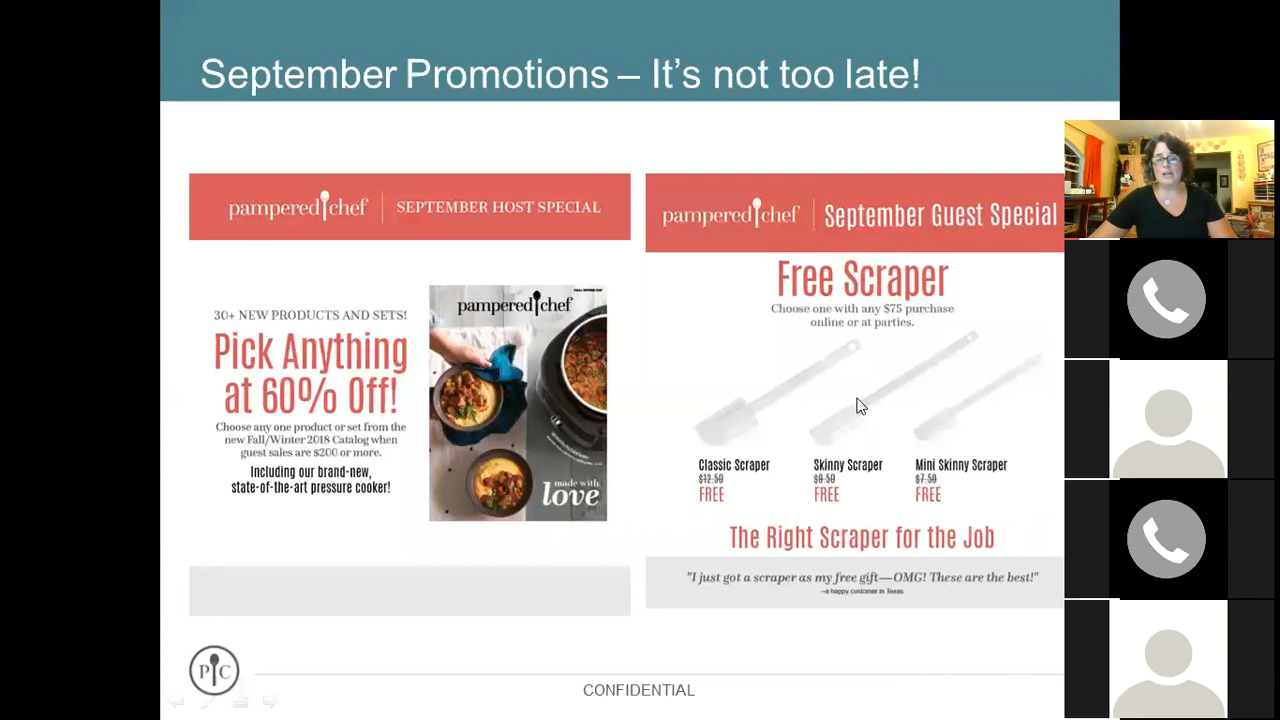 September Promotions – It's not too late!
pampered chef | SEPTEMBER HOST SPECIAL
30+ NEW PRODUCTS AND SETS!
Pick Anything
at 60% Off!
Choose any one product or set from the
new Fall/Winter 2018 Catalog when
guest sales are $200 or more.
Including our brand-new,
state-of-the-art pressure cooker!
pampered chef
made with
love
pampered chef | September Guest Special
Free Scraper
Choose one with any $75 purchase
online or at parties.
Classic Scraper
$12.50
FREE
Skinny Scraper
$9.50
FREE
Mini Skinny Scraper
$7.50
FREE
The Right Scraper for the Job
"I just got a scraper as my free gift—OMG! These are the best!"
–a happy customer in Texas
P C
CONFIDENTIAL